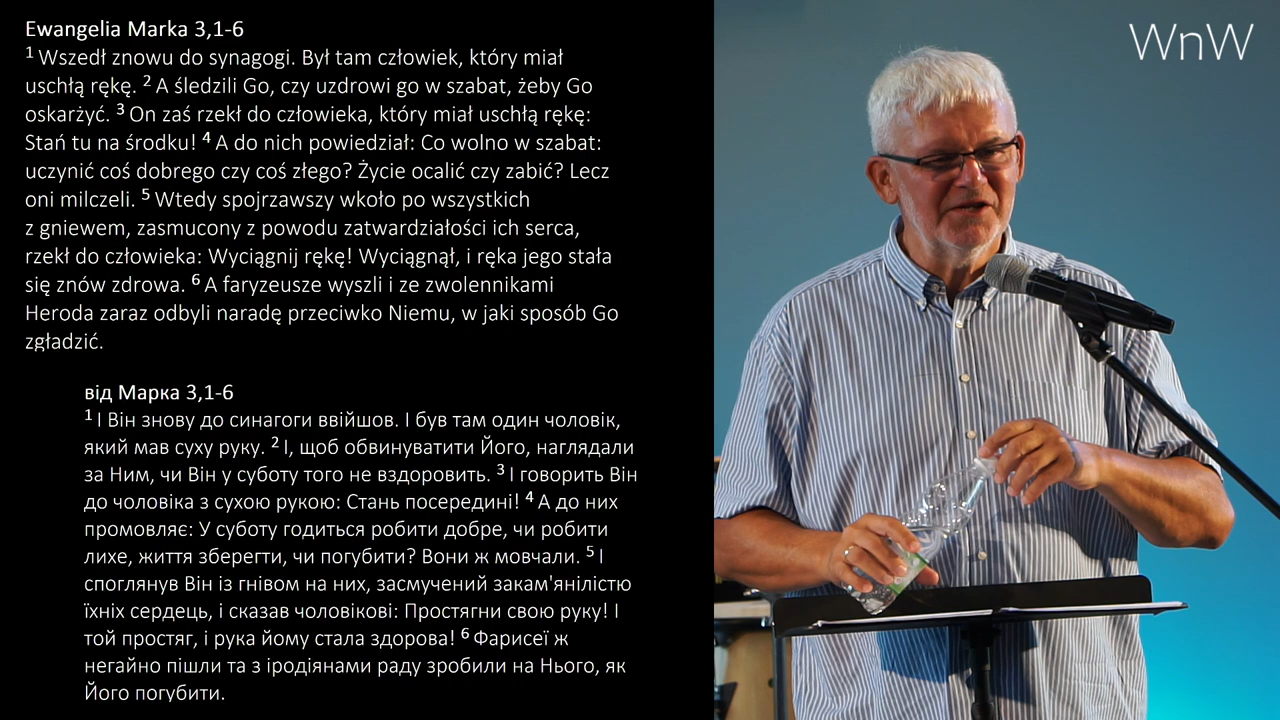 Ewangelia Marka 3,1-6
1 Wszedł znowu do synagogi. Był tam człowiek, który miał
uschłą rękę. 2 A śledzili Go, czy uzdrowi go w szabat, żeby Go
oskarżyć. 3 On zaś rzekł do człowieka, który miał uschłą rękę:
Stań tu na środku! 4 A do nich powiedział: Co wolno w szabat:
uczynić coś dobrego czy coś złego? Życie ocalić czy zabić? Lecz
oni milczeli. 5 Wtedy spojrzawszy wkoło po wszystkich
z gniewem, zasmucony z powodu zatwardziałości ich serca,
rzekł do człowieka: Wyciągnij rękę! Wyciągnął, i ręka jego stała
się znów zdrowa. 6 A faryzeusze wyszli i ze zwolennikami
Heroda zaraz odbyli naradę przeciwko Niemu, w jaki sposób Go
zgładzić.
від Марка 3,1-6
1 І Він знову до синагоги ввійшов. І був там один чоловік,
який мав суху руку. 2 І, щоб обвинуватити Його, наглядали
за Ним, чи Він у суботу того не вздоровить. 3 І говорить Він
до чоловіка з сухою рукою: Стань посередині! 4 А до них
промовляє: У суботу годиться робити добре, чи робити
лихе, життя зберегти, чи погубити? Вони ж мовчали. 5 І
споглянув Він із гнівом на них, засмучений закам'янілістю
їхніх сердець, і сказав чоловікові: Простягни свою руку! І
той простяг, і рука йому стала здорова! 6 Фарисеї ж
негайно пішли та з іродіянами раду зробили на Нього, як
Його погубити.
WnW